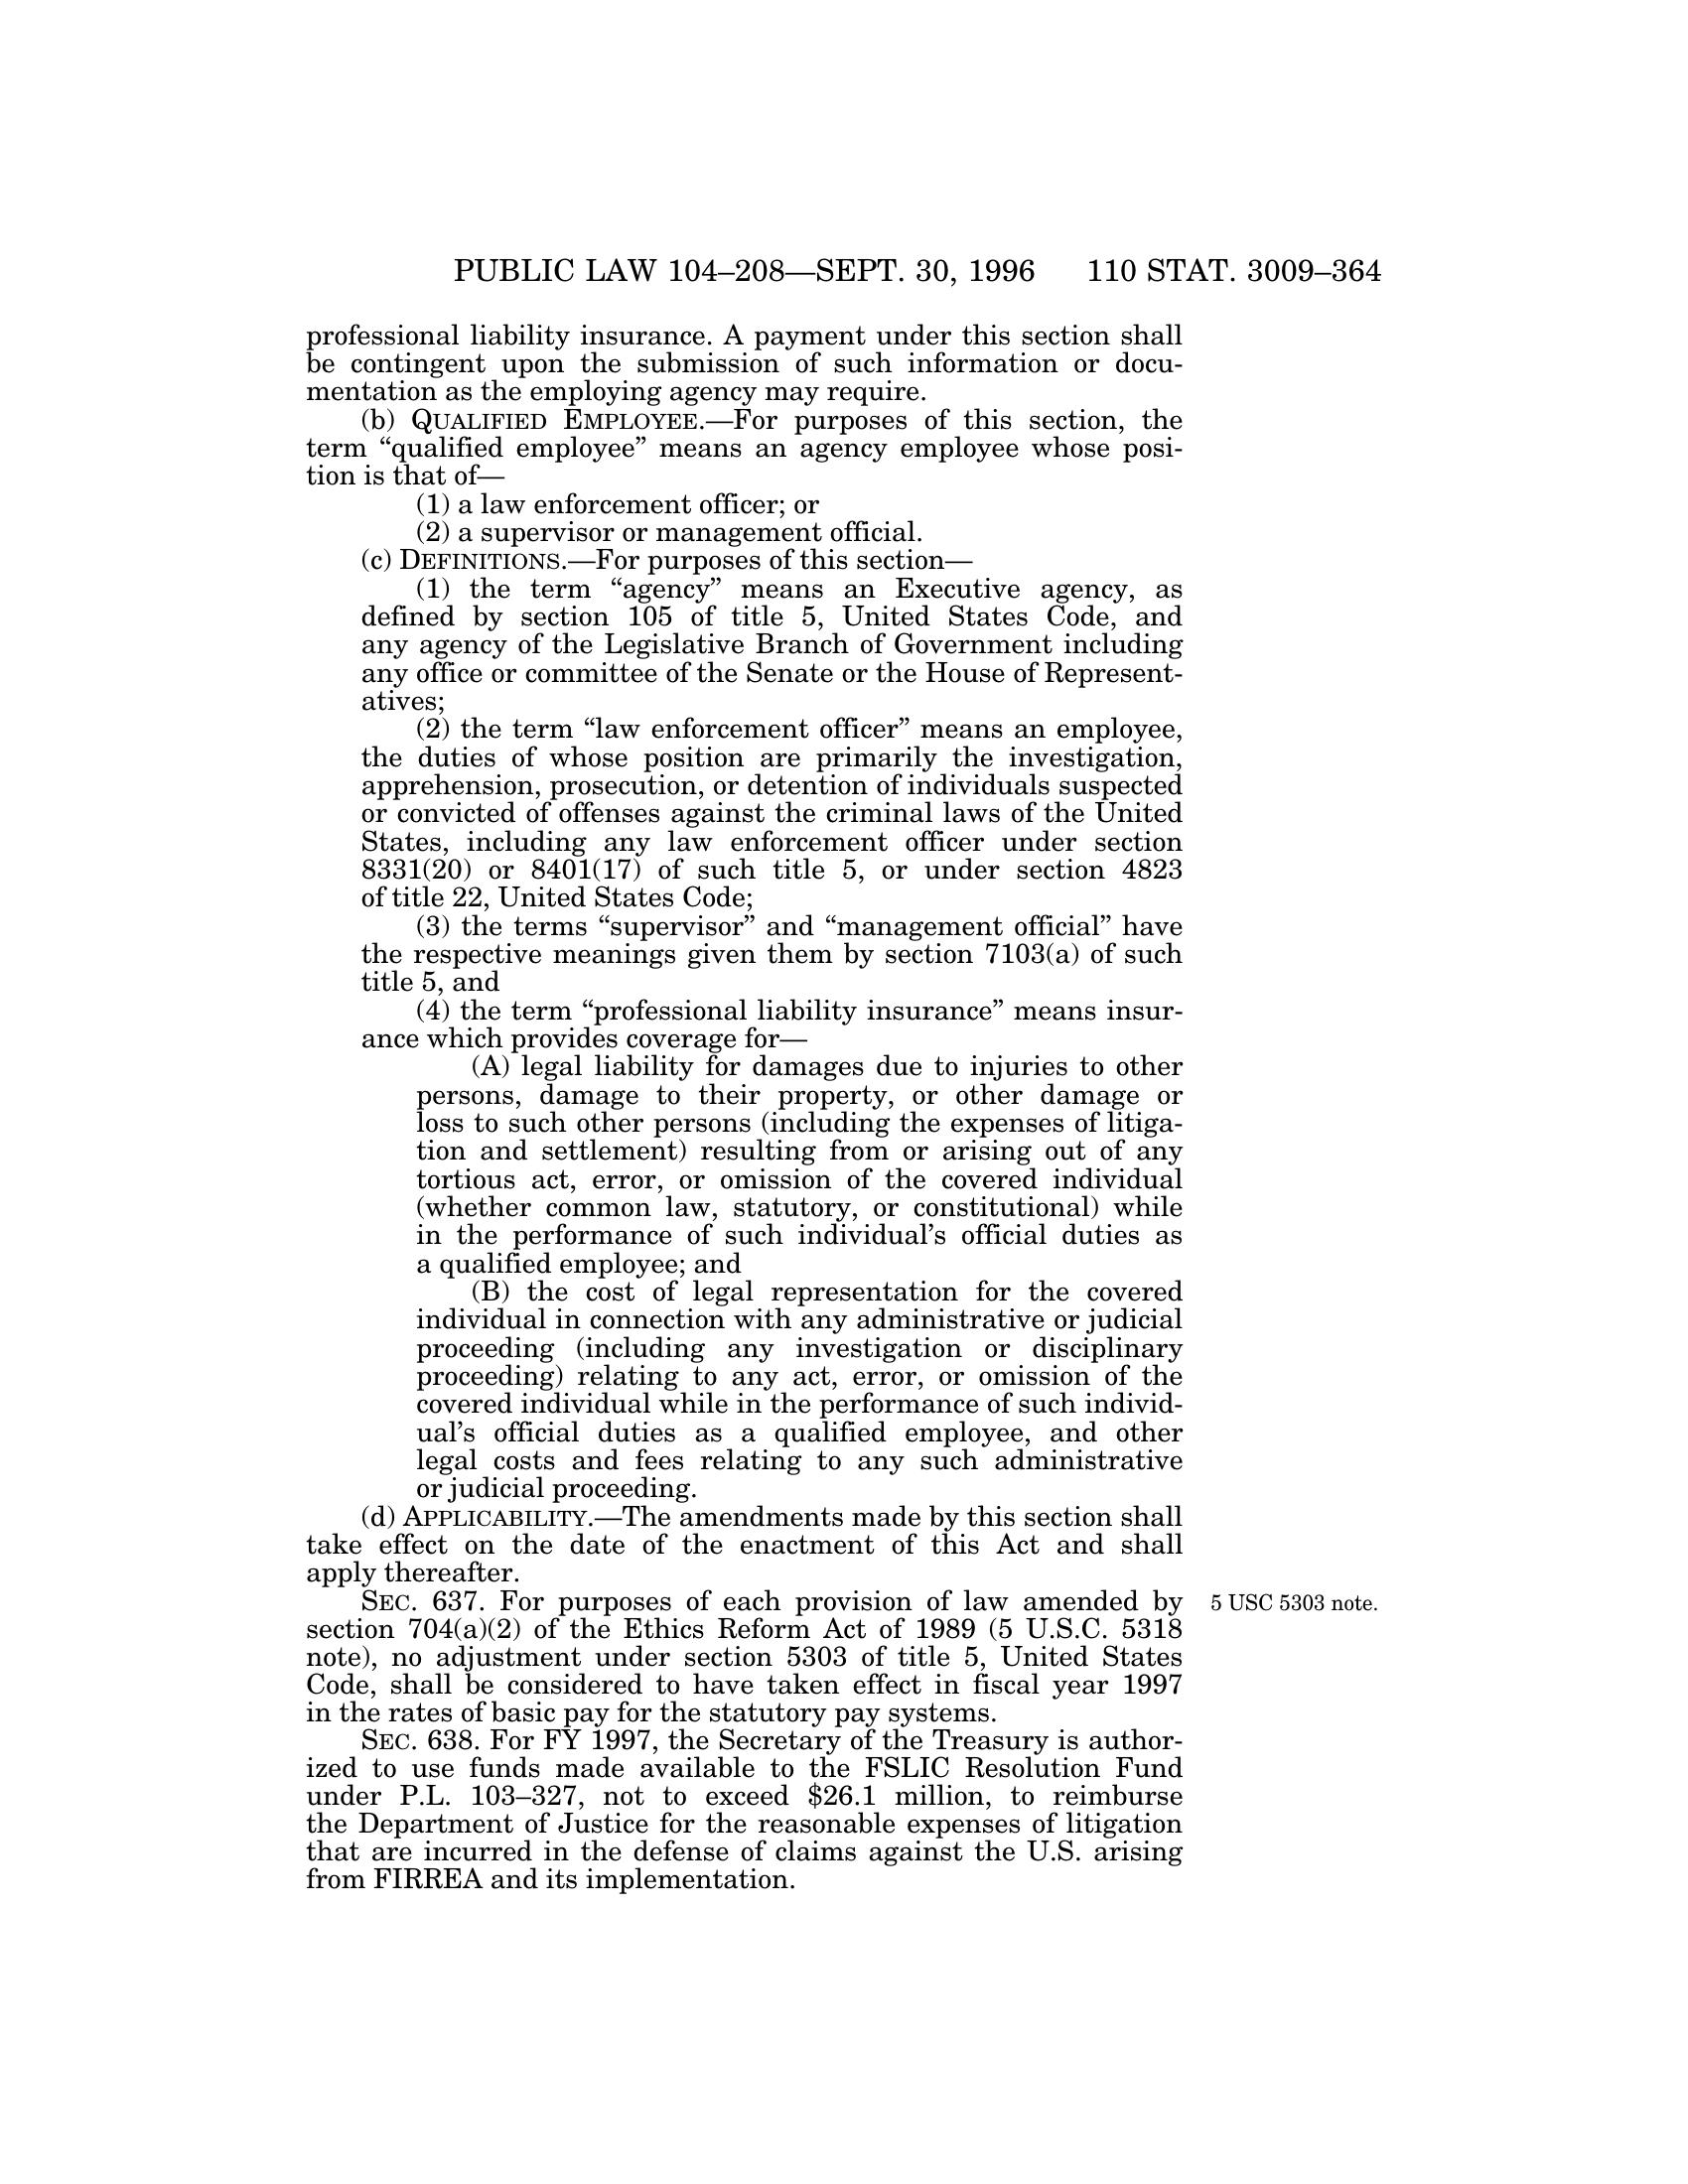 PUBLIC LAW 104–208—SEPT. 30, 1996 110 STAT. 3009–364
professional liability insurance. A payment under this section shall
be contingent upon the submission of such information or docu-
mentation as the employing agency may require.
(b) QUALIFIED EMPLOYEE.—For purposes of this section, the
term “qualified employee” means an agency employee whose posi-
tion is that of—
(1) a law enforcement officer; or
(2) a supervisor or management official.
(c) DEFINITIONS.—For purposes of this section—
(1) the term “agency” means an Executive agency, as
defined by section 105 of title 5, United States Code, and
any agency of the Legislative Branch of Government including
any office or committee of the Senate or the House of Represent-
atives;
(2) the term “law enforcement officer” means an employee,
the duties of whose position are primarily the investigation,
apprehension, prosecution, or detention of individuals suspected
or convicted of offenses against the criminal laws of the United
States, including any law enforcement officer under section
8331(20) or 8401(17) of such title 5, or under section 4823
of title 22, United States Code;
(3) the terms “supervisor” and “management official” have
the respective meanings given them by section 7103(a) of such
title 5, and
(4) the term “professional liability insurance” means insur-
ance which provides coverage for—
(A) legal liability for damages due to injuries to other
persons, damage to their property, or other damage or
loss to such other persons (including the expenses of litiga-
tion and settlement) resulting from or arising out of any
tortious act, error, or omission of the covered individual
(whether common law, statutory, or constitutional) while
in the performance of such individual’s official duties as
a qualified employee; and
(B) the cost of legal representation for the covered
individual in connection with any administrative or judicial
proceeding (including any investigation or disciplinary
proceeding) relating to any act, error, or omission of the
covered individual while in the performance of such individ-
ual’s official duties as a qualified employee, and other
legal costs and fees relating to any such administrative
or judicial proceeding.
(d) APPLICABILITY.—The amendments made by this section shall
take effect on the date of the enactment of this Act and shall
apply thereafter.
SEC. 637. For purposes of each provision of law amended by
section 704(a)(2) of the Ethics Reform Act of 1989 (5 U.S.C. 5318
note), no adjustment under section 5303 of title 5, United States
Code, shall be considered to have taken effect in fiscal year 1997
in the rates of basic pay for the statutory pay systems.
SEC. 638. For FY 1997, the Secretary of the Treasury is author-
ized to use funds made available to the FSLIC Resolution Fund
under P.L. 103–327, not to exceed $26.1 million, to reimburse
the Department of Justice for the reasonable expenses of litigation
that are incurred in the defense of claims against the U.S. arising
from FIRREA and its implementation.
5 USC 5303 note.